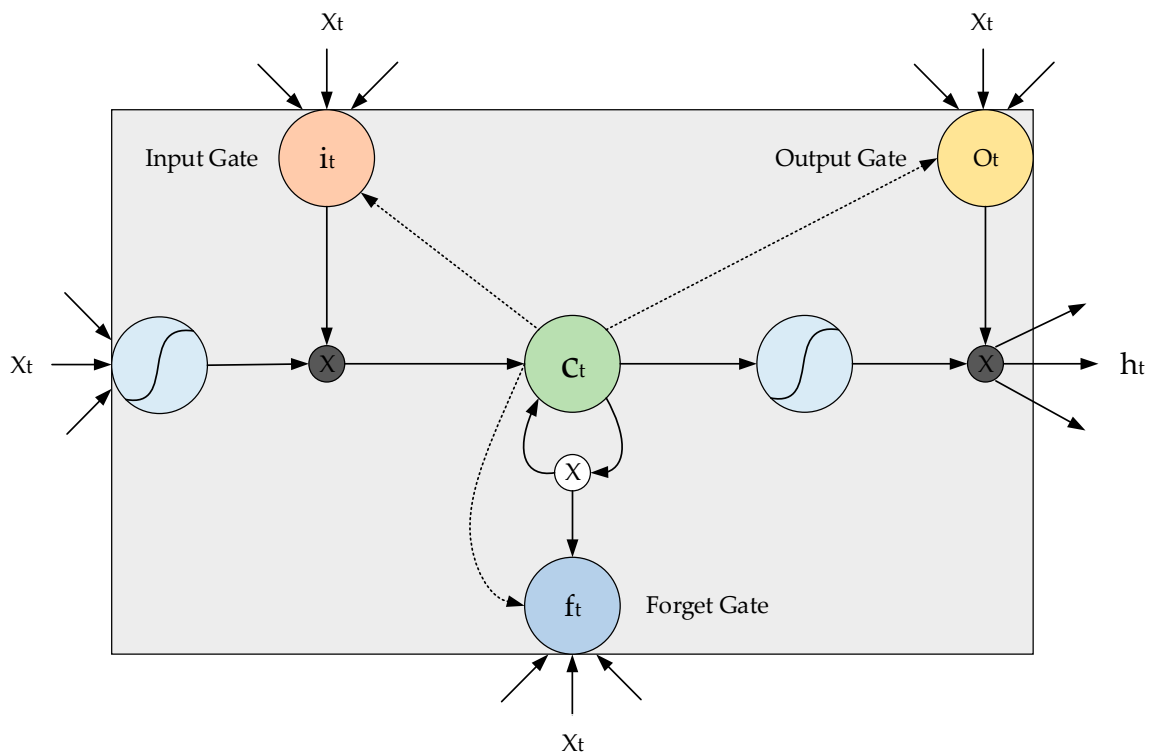 Xt
Xt
Input Gate
it
Output Gate
Ot
Xt
X
Ct
X
ht
X
ft
Forget Gate
Xt